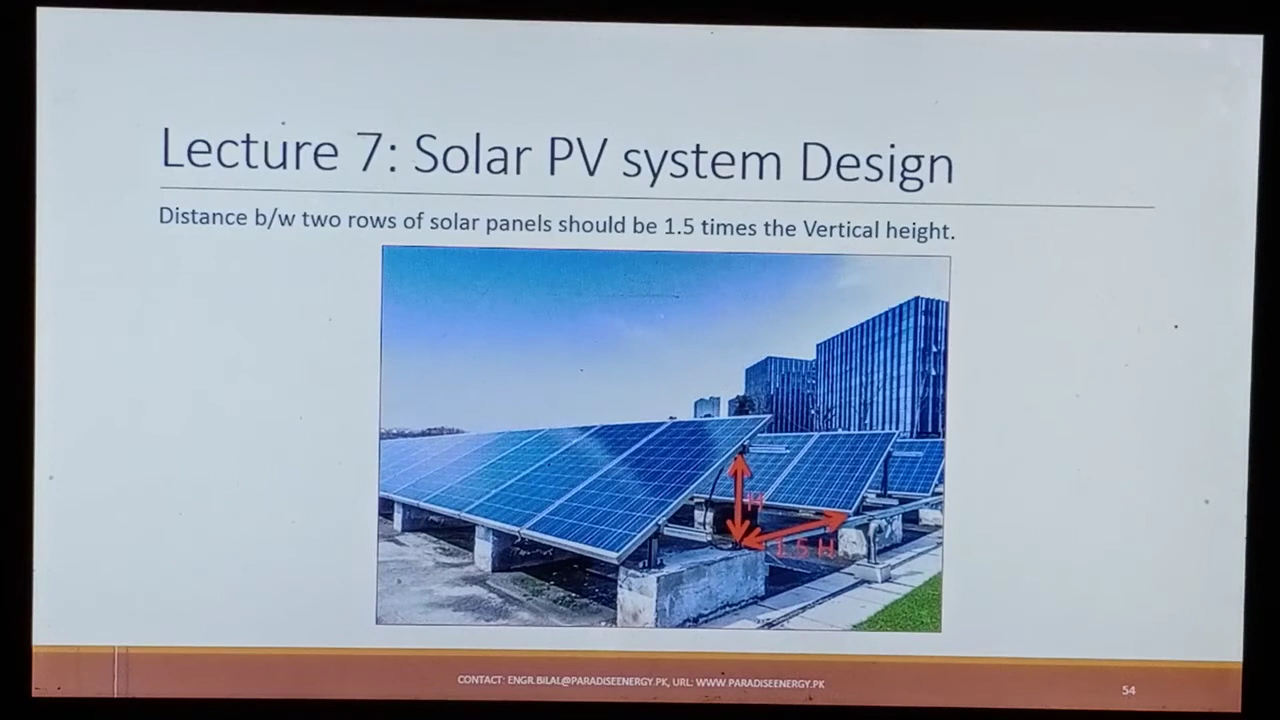 Lecture 7: Solar PV system Design
Distance b/w two rows of solar panels should be 1.5 times the Vertical height.
H
1.5 H
CONTACT: ENGR.BILAL@PARADISEENERGY.PK, URL: WWW.PARADISEENERGY.PK
54